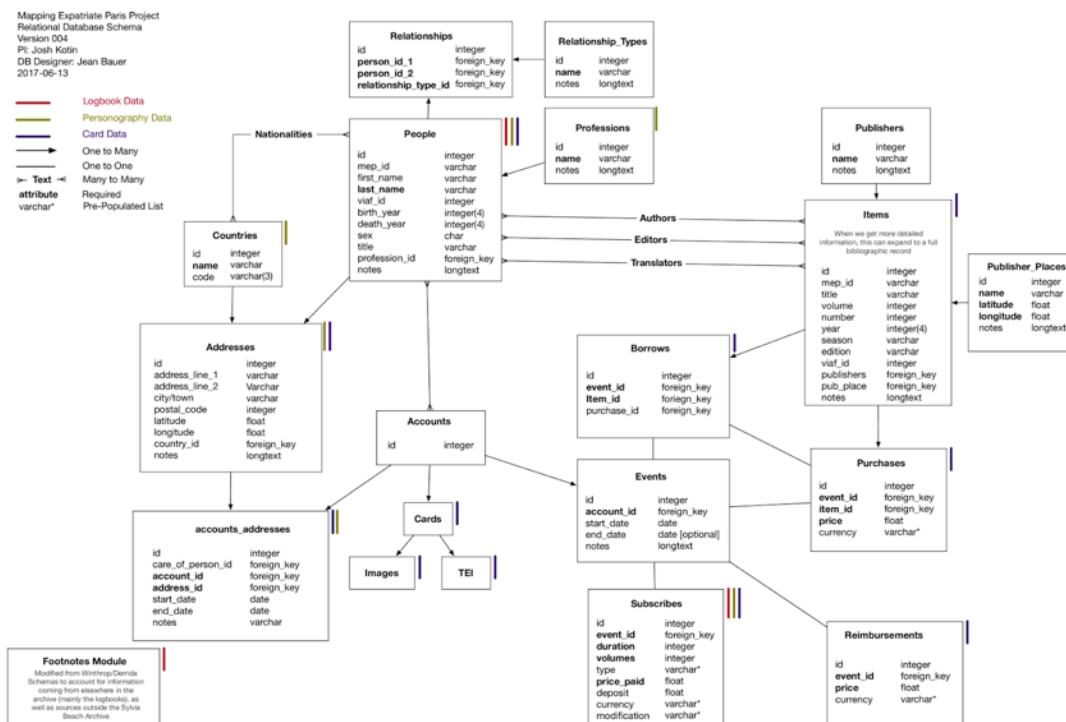 Mapping Expatriate Paris Project
Relational Database Schema
Version 004
PI: Josh Kotin
DB Designer: Jean Bauer
2017-06-13
Logbook Data
Personography Data
Card Data
One to Many
One to One
Text Many to Many
attribute Required
varchar* Pre-Populated List
Relationships
id integer
person_id_1 foreign_key
person_id_2 foreign_key
relationship_type_id foreign_key
Relationship_Types
id integer
name varchar
notes longtext
Nationalities
People
id integer
mep_id varchar
first_name varchar
last_name varchar
viaf_id integer
birth_year integer(4)
death_year integer(4)
sex char
title varchar
profession_id foreign_key
notes longtext
Professions
id integer
name varchar
notes longtext
Publishers
id integer
name varchar
notes longtext
Authors
Editors
Translators
Countries
id integer
name varchar
code varchar(3)
Items
When we get more detailed
information, this can expand to a full
bibliographic record
id integer
mep_id varchar
title varchar
volume integer
number integer
year integer(4)
season varchar
edition varchar
viaf_id integer
publishers foreign_key
pub_place foreign_key
notes longtext
Publisher_Places
id integer
name varchar
latitude float
longitude float
notes longtext
Addresses
id integer
address_line_1 varchar
address_line_2 Varchar
city/town varchar
postal_code integer
latitude float
longitude float
country_id foreign_key
notes longtext
Borrows
id integer
event_id foreign_key
Item_id foreign_key
purchase_id foreign_key
Accounts
id integer
Events
id integer
account_id foreign_key
start_date date
end_date date [optional]
notes longtext
Purchases
id integer
event_id foreign_key
item_id foreign_key
price float
currency varchar*
accounts_addresses
id integer
care_of_person_id foreign_key
account_id foreign_key
address_id foreign_key
start_date date
end_date date
notes varchar
Cards
Images
TEI
Subscribes
id integer
event_id foreign_key
duration integer
volumes integer
type varchar*
price_paid float
deposit float
currency varchar*
modification varchar*
Reimbursements
id integer
event_id foreign_key
price float
currency varchar*
Footnotes Module
Modified from Winthrop/Derrida
Schemas to account for information
coming from elsewhere in the
archive (mainly the logbooks), as
well as sources outside the Sylvia
Beach Archive